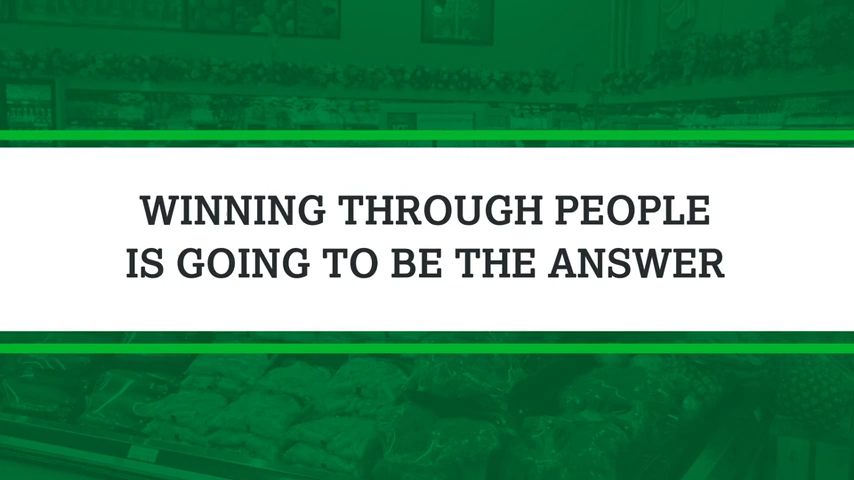 WINNING THROUGH PEOPLE
IS GOING TO BE THE ANSWER